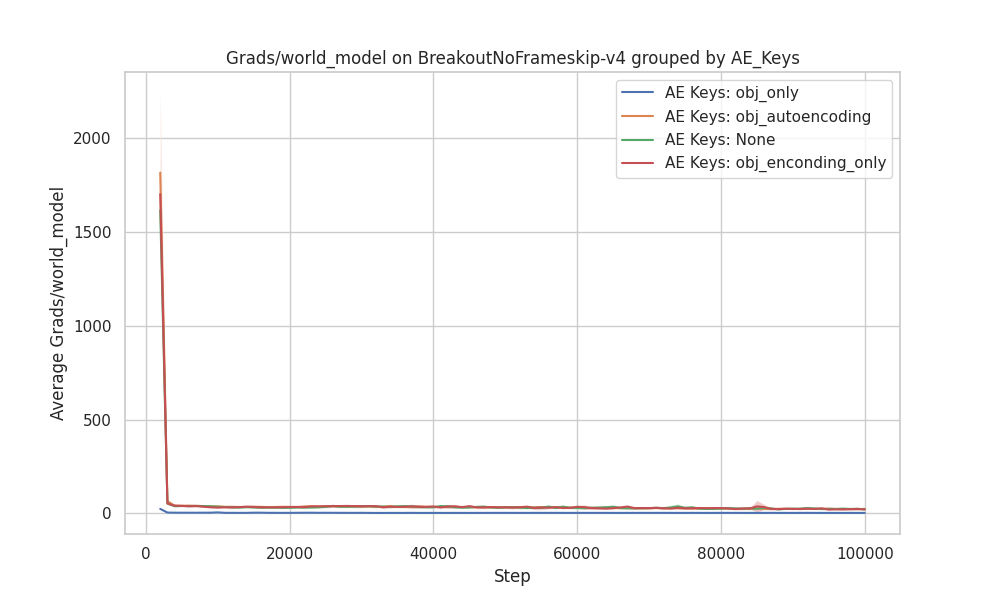 Grads/world_model on BreakoutNoFrameskip-v4 grouped by AE_Keys
AE Keys: obj_only
AE Keys: obj_autoencoding
AE Keys: None
AE Keys: obj_enconding_only
Average Grads/world_model
2000
1500
1000
500
0
0 20000 40000 60000 80000 100000
Step